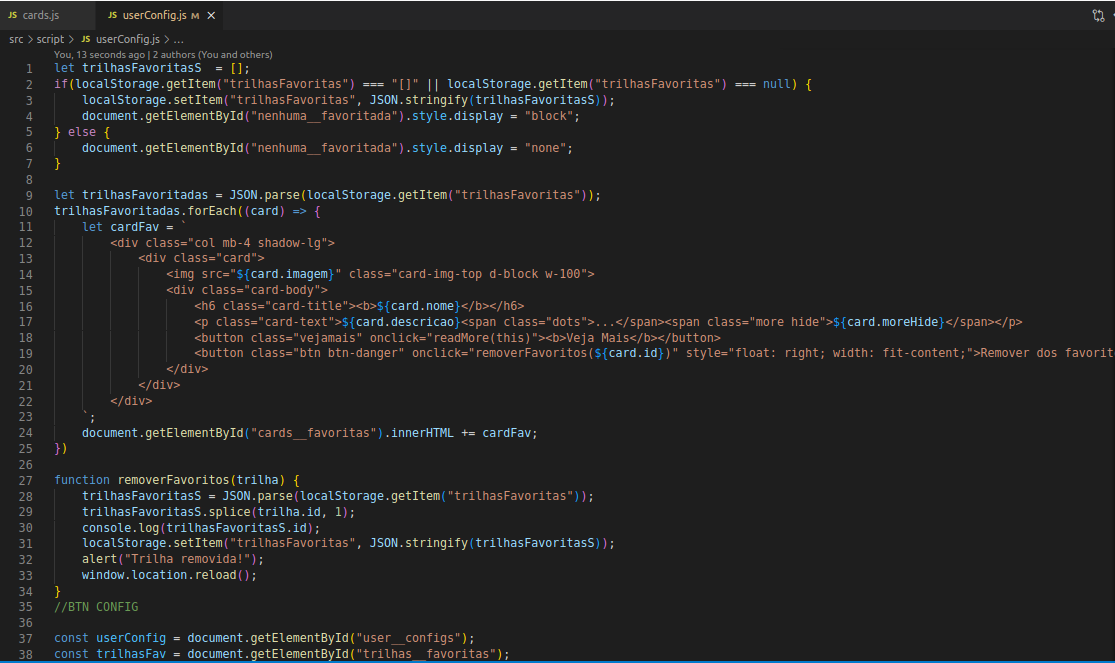 JS cards.js JS userConfig.js M ×
src > script > JS userConfig.js > ...
You, 13 seconds ago | 2 authors (You and others)
1 let trilhasFavoritasS = [];
2 if(localStorage.getItem("trilhasFavoritas") === "[]" || localStorage.getItem("trilhasFavoritas") === null) {
3 localStorage.setItem("trilhasFavoritas", JSON.stringify(trilhasFavoritasS));
4 document.getElementById("nenhuma__favoritada").style.display = "block";
5 } else {
6 document.getElementById("nenhuma__favoritada").style.display = "none";
7 }
8
9 let trilhasFavoritadas = JSON.parse(localStorage.getItem("trilhasFavoritas"));
10 trilhasFavoritadas.forEach((card) => {
11 let cardFav = `
12 <div class="col mb-4 shadow-lg">
13 <div class="card">
14 <img src="${card.imagem}" class="card-img-top d-block w-100">
15 <div class="card-body">
16 <h6 class="card-title"><b>${card.nome}</b></h6>
17 <p class="card-text">${card.descricao}<span class="dots">...</span><span class="more hide">${card.moreHide}</span></p>
18 <button class="vejamais" onclick="readMore(this)"><b>Veja Mais</b></button>
19 <button class="btn btn-danger" onclick="removerFavoritos(${card.id})" style="float: right; width: fit-content;">Remover dos favorit
20 </div>
21 </div>
22 </div>
23 `;
24 document.getElementById("cards__favoritas").innerHTML += cardFav;
25 })
26
27 function removerFavoritos(trilha) {
28 trilhasFavoritasS = JSON.parse(localStorage.getItem("trilhasFavoritas"));
29 trilhasFavoritasS.splice(trilha.id, 1);
30 console.log(trilhasFavoritasS.id);
31 localStorage.setItem("trilhasFavoritas", JSON.stringify(trilhasFavoritasS));
32 alert("Trilha removida!");
33 window.location.reload();
34 }
35 //BTN CONFIG
36
37 const userConfig = document.getElementById("user__configs");
38 const trilhasFav = document.getElementById("trilhas__favoritas");